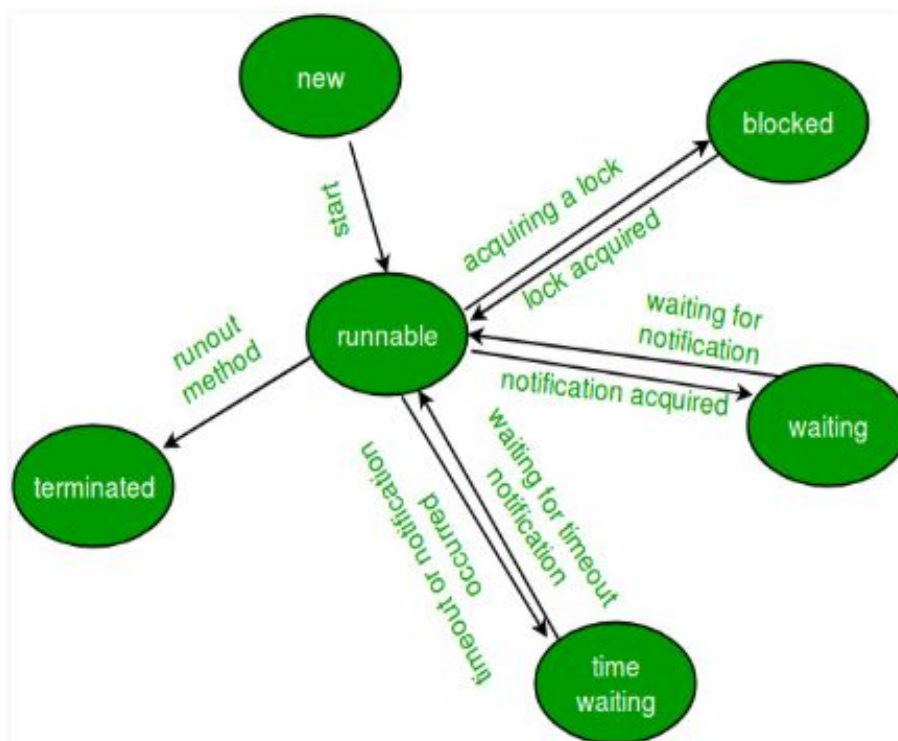 new
blocked
start
acquiring a lock
lock acquired
runnable
waiting for
notification
notification acquired
waiting
runout
method
terminated
timeout or notification
occurred
waiting for timeout
notification
time
waiting